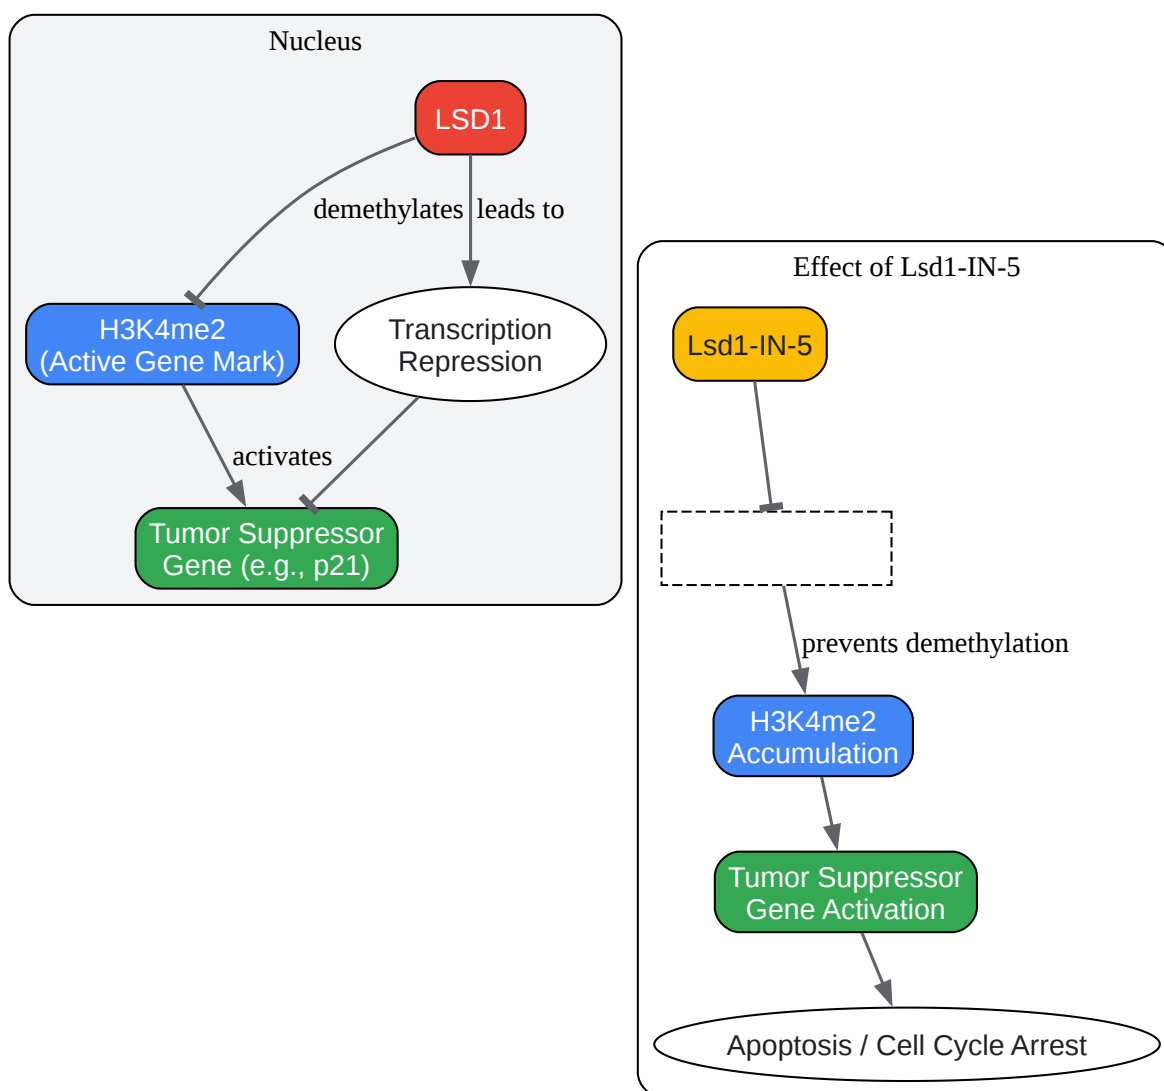 Nucleus
LSD1
demethylates
leads to
H3K4me2
(Active Gene Mark)
Transcription
Repression
activates
Tumor Suppressor
Gene (e.g., p21)
Effect of Lsd1-IN-5
Lsd1-IN-5
prevents demethylation
H3K4me2
Accumulation
Tumor Suppressor
Gene Activation
Apoptosis / Cell Cycle Arrest